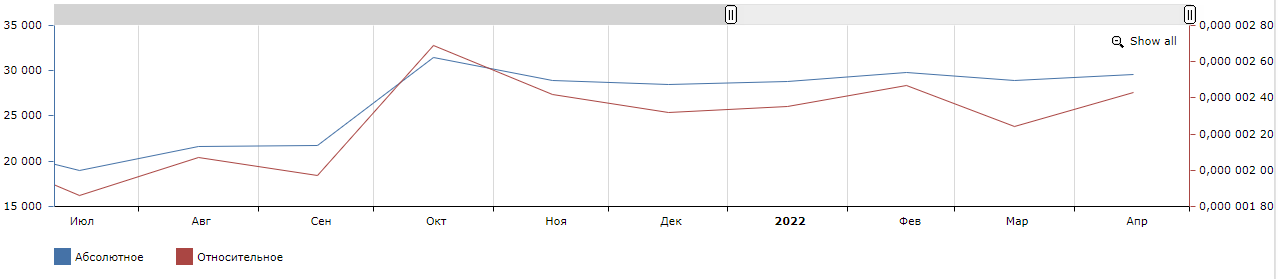 35 000
0,000 002 80
Show all
30 000
0,000 002 60
25 000
0,000 002 40
20 000
0,000 002 20
0,000 002 00
15 000
0,000 001 80
Июл Авг Сен Окт Ноя Дек 2022 Фев Мар Апр
Абсолютное Относительное